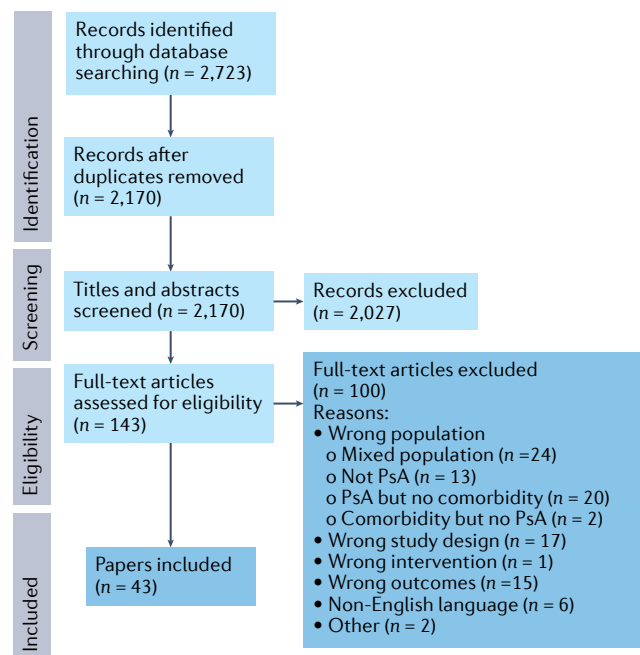 Identification
Records identified
through database
searching (n = 2,723)
Records after
duplicates removed
(n = 2,170)
Screening
Titles and abstracts
screened (n = 2,170)
Records excluded
(n = 2,027)
Eligibility
Full-text articles
assessed for eligibility
(n = 143)
Full-text articles excluded
(n = 100)
Reasons:
• Wrong population
o Mixed population (n =24)
o Not PsA (n = 13)
o PsA but no comorbidity (n = 20)
o Comorbidity but no PsA (n = 2)
• Wrong study design (n = 17)
• Wrong intervention (n = 1)
• Wrong outcomes (n =15)
• Non-English language (n = 6)
• Other (n = 2)
Included
Papers included
(n = 43)